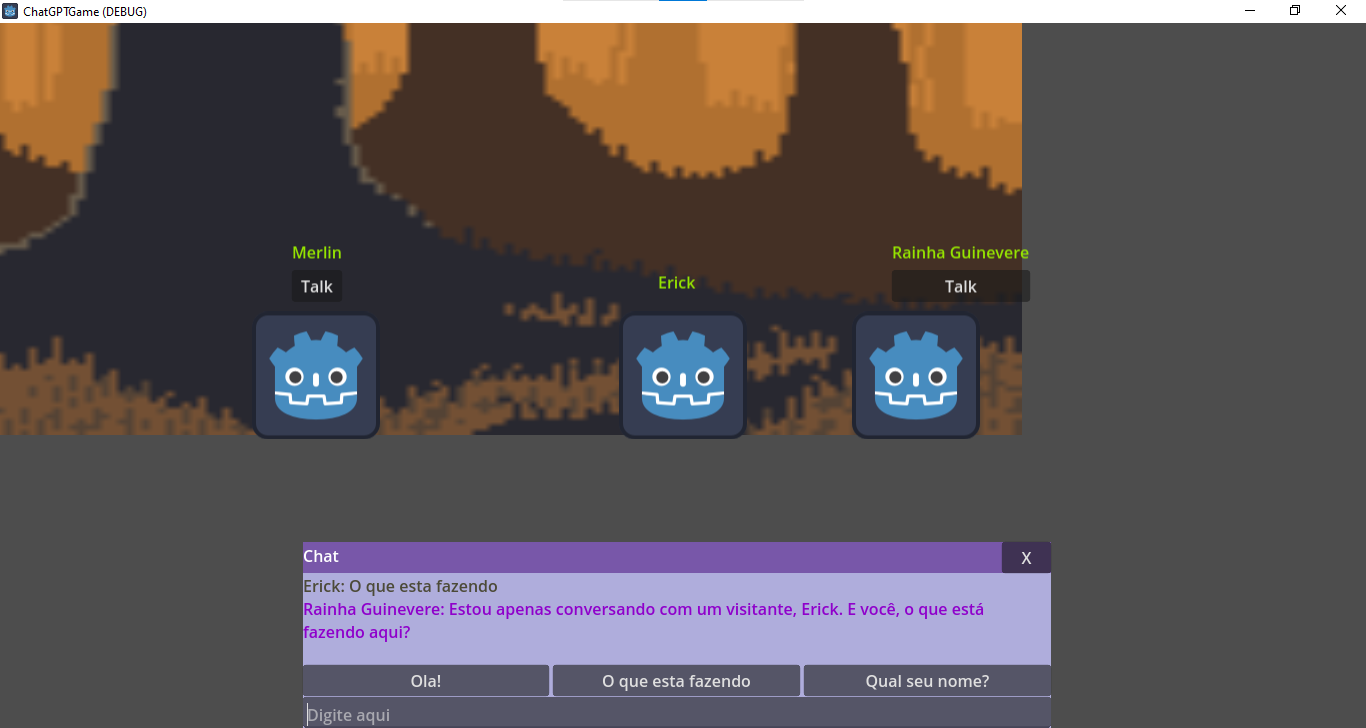 ChatGPTGame (DEBUG)
Merlin
Rainha Guinevere
Talk
Erick
Talk
Chat
X
Erick: O que esta fazendo
Rainha Guinevere: Estou apenas conversando com um visitante, Erick. E você, o que está
fazendo aqui?
Ola!
O que esta fazendo
Qual seu nome?
Digite aqui